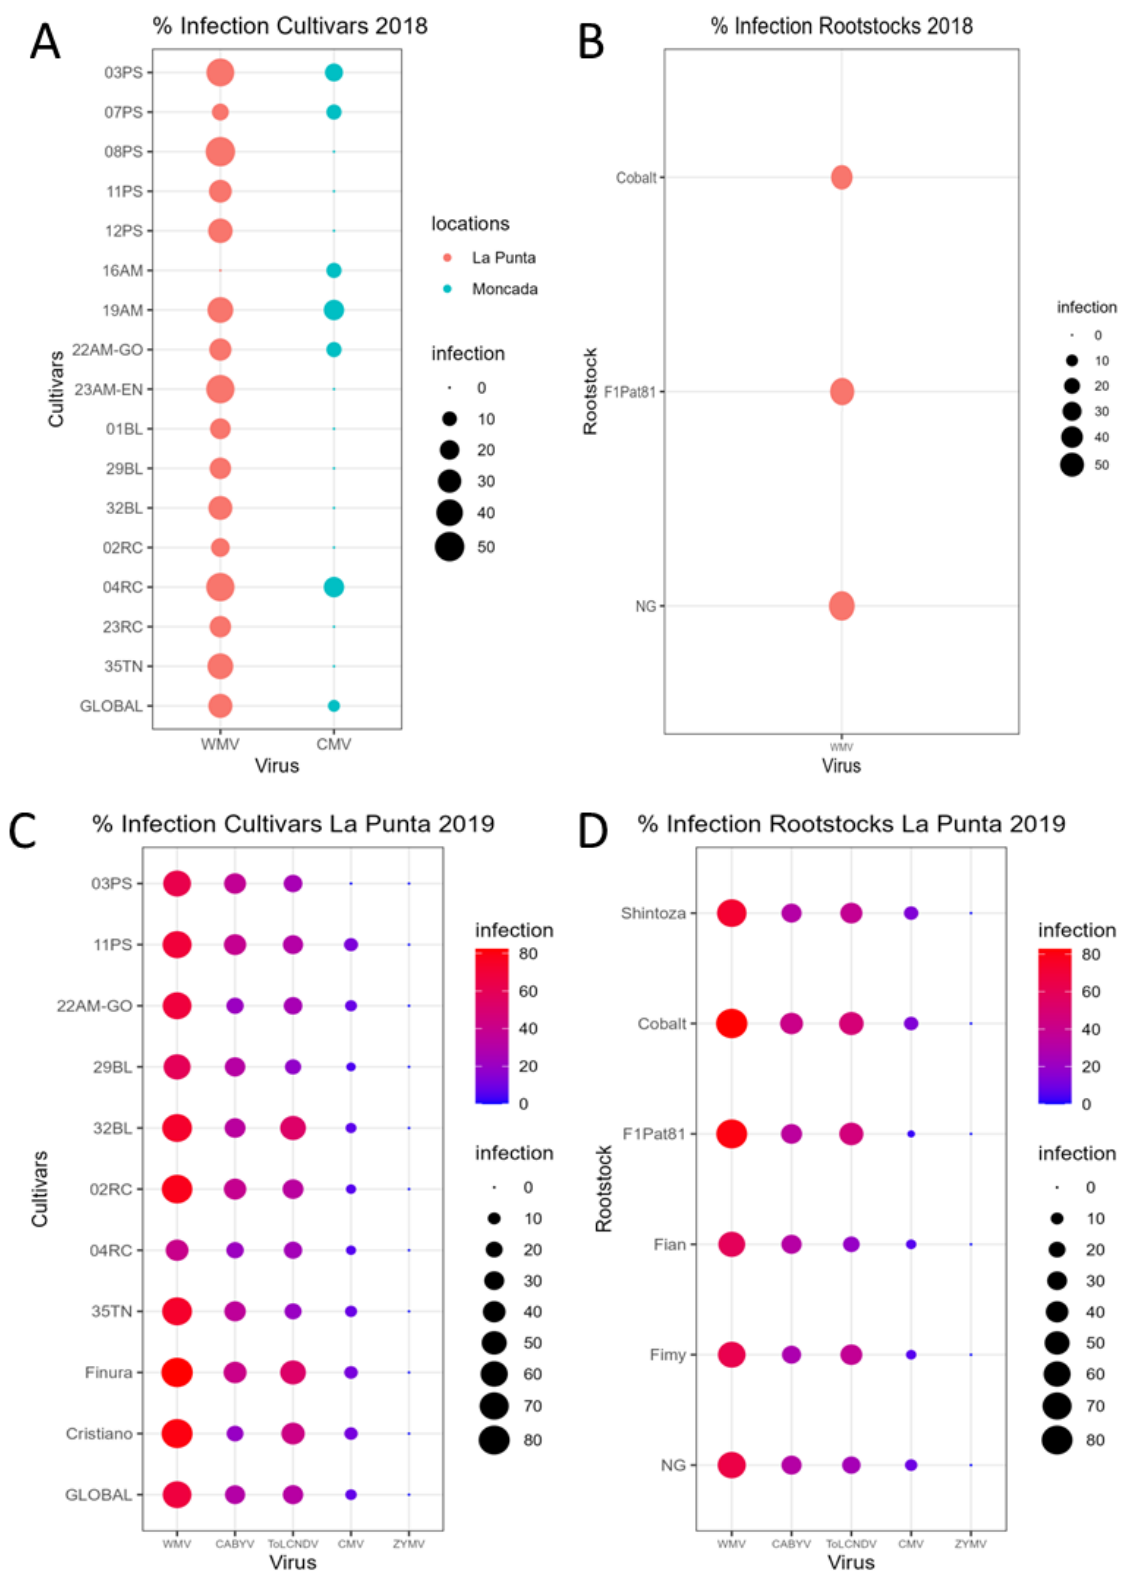 A
% Infection Cultivars 2018
03PS
07PS
08PS
11PS
12PS
16AM
19AM
22AM-GO
23AM-EN
01BL
29BL
32BL
02RC
04RC
23RC
35TN
GLOBAL
Cultivars
WMV CMV
Virus
locations
La Punta
Moncada
infection
0
10
20
30
40
50
B
% Infection Rootstocks 2018
Cobalt
F1Pat81
NG
Rootstock
WMV
Virus
infection
0
10
20
30
40
50
C
% Infection Cultivars La Punta 2019
03PS
11PS
22AM-GO
29BL
32BL
02RC
04RC
35TN
Finura
Cristiano
GLOBAL
Cultivars
WMV CABYV ToLCNDV CMV ZYMV
Virus
infection
80
60
40
20
0
infection
0
10
20
30
40
50
60
70
80
D
% Infection Rootstocks La Punta 2019
Shintoza
Cobalt
F1Pat81
Fian
Fimy
NG
Rootstock
WMV CABYV ToLCNDV CMV ZYMV
Virus
infection
80
60
40
20
0
infection
0
10
20
30
40
50
60
70
80